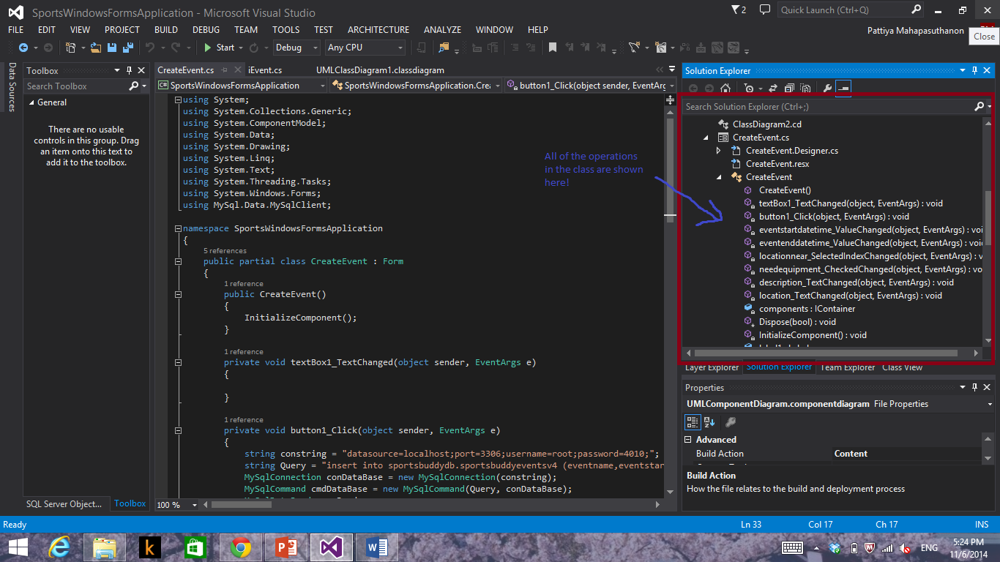 SportsWindowsFormsApplication - Microsoft Visual Studio
2
Quick Launch (Ctrl+Q)
FILE EDIT VIEW PROJECT BUILD DEBUG TEAM TOOLS TEST ARCHITECTURE ANALYZE WINDOW HELP
Pattiya Mahapasuthanon
Close
Start Debug Any CPU
Data Sources
Toolbox
Search Toolbox
General
There are no usable
controls in this group. Drag
an item onto this text to
add it to the toolbox.
SQL Server Object... Toolbox
CreateEvent.cs iEvent.cs UMLClassDiagram1.classdiagram
SportsWindowsFormsApplication SportsWindowsFormsApplication.Crea button1_Click(object sender, EventArg
using System;
using System.Collections.Generic;
using System.ComponentModel;
using System.Data;
using System.Drawing;
using System.Linq;
using System.Text;
using System.Threading.Tasks;
using System.Windows.Forms;
using MySql.Data.MySqlClient;
namespace SportsWindowsFormsApplication
{
5 references
public partial class CreateEvent : Form
{
1 reference
public CreateEvent()
{
InitializeComponent();
}
1 reference
private void textBox1_TextChanged(object sender, EventArgs e)
{
}
1 reference
private void button1_Click(object sender, EventArgs e)
{
string constring = "datasource=localhost;port=3306;username=root;password=4010;";
string Query = "insert into sportsbuddydb.sportsbuddyeventsv4 (eventname,eventstar
MySqlConnection conDataBase = new MySqlConnection(constring);
MySqlCommand cmdDataBase = new MySqlCommand(Query, conDataBase);
100 %
All of the operations
in the class are shown
here!
Solution Explorer
Search Solution Explorer (Ctrl+;)
ClassDiagram2.cd
CreateEvent.cs
CreateEvent.Designer.cs
CreateEvent.resx
CreateEvent
CreateEvent()
textBox1_TextChanged(object, EventArgs) : void
button1_Click(object, EventArgs) : void
eventstartdatetime_ValueChanged(object, EventArgs) : voi
eventenddatetime_ValueChanged(object, EventArgs) : void
locationnear_SelectedIndexChanged(object, EventArgs) : v
needequipment_CheckedChanged(object, EventArgs) : vo
description_TextChanged(object, EventArgs) : void
location_TextChanged(object, EventArgs) : void
components : IContainer
Dispose(bool) : void
InitializeComponent() : void
Layer Explorer Solution Explorer Team Explorer Class View
Properties
UMLComponentDiagram.componentdiagram File Properties
Advanced
Build Action Content
Build Action
How the file relates to the build and deployment process
Ready Ln 33 Col 17 Ch 17 INS
ENG
5:24 PM
11/6/2014